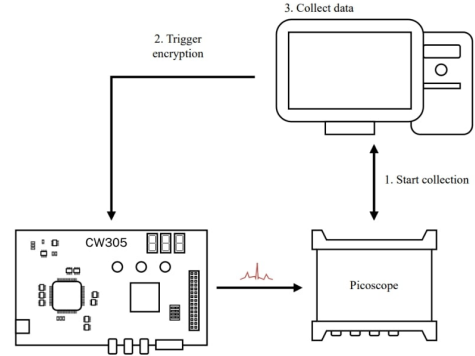 3. Collect data
2. Trigger
encryption
1. Start collection
CW305
Picoscope